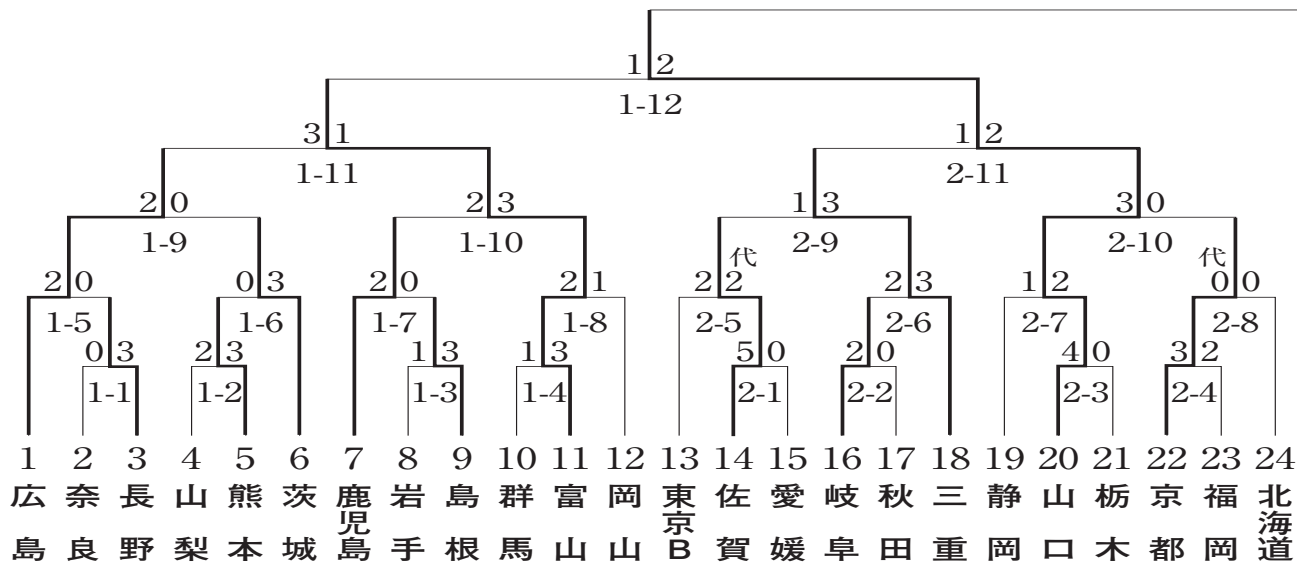 1 2
1-12
3 1 1 2
1-11 2-11
2 0 2 3 1 3 3 0
1-9 1-10 2-9 2-10
代 代
2 0 0 3 2 0 2 1 2 2 2 3 1 2 0 0
1-5 1-6 1-7 1-8 2-5 2-6 2-7 2-8
0 3 2 3 1 3 1 3 5 0 2 0 4 0 3 2
1-1 1-2 1-3 1-4 2-1 2-2 2-3 2-4
1 2 3 4 5 6 7 8 9 10 11 12 13 14 15 16 17 18 19 20 21 22 23 24
広島
奈良
長野
山梨
熊本
茨城
鹿児島
岩手
島根
群馬
富山
岡山
東京B
佐賀
愛媛
岐阜
秋田
三重
静岡
山口
栃木
京都
福岡
北海道